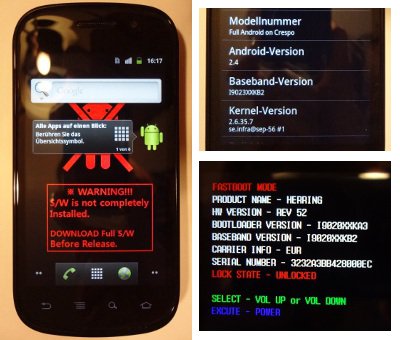 16:17
Google
Alle Apps auf einen Blick:
Berühren Sie das
Übersichtssymbol.
1 von 6
※ WARNING!!!
S/W is not completely
Installed.
DOWNLOAD Full S/W
Before Release.
Modellnummer
Full Android on Crespo
Android-Version
2.4
Baseband-Version
I9023XXKB2
Kernel-Version
2.6.35.7
se.infra@sep-56 #1
FASTBOOT MODE
PRODUCT NAME - HERRING
HW VERSION - REV 52
BOOTLOADER VERSION - I9020XXKA3
BASEBAND VERSION - I9020XXKB2
CARRIER INFO - EUR
SERIAL NUMBER - 3232A3BB420000EC
LOCK STATE - UNLOCKED
SELECT - VOL UP or VOL DOWN
EXCUTE - POWER